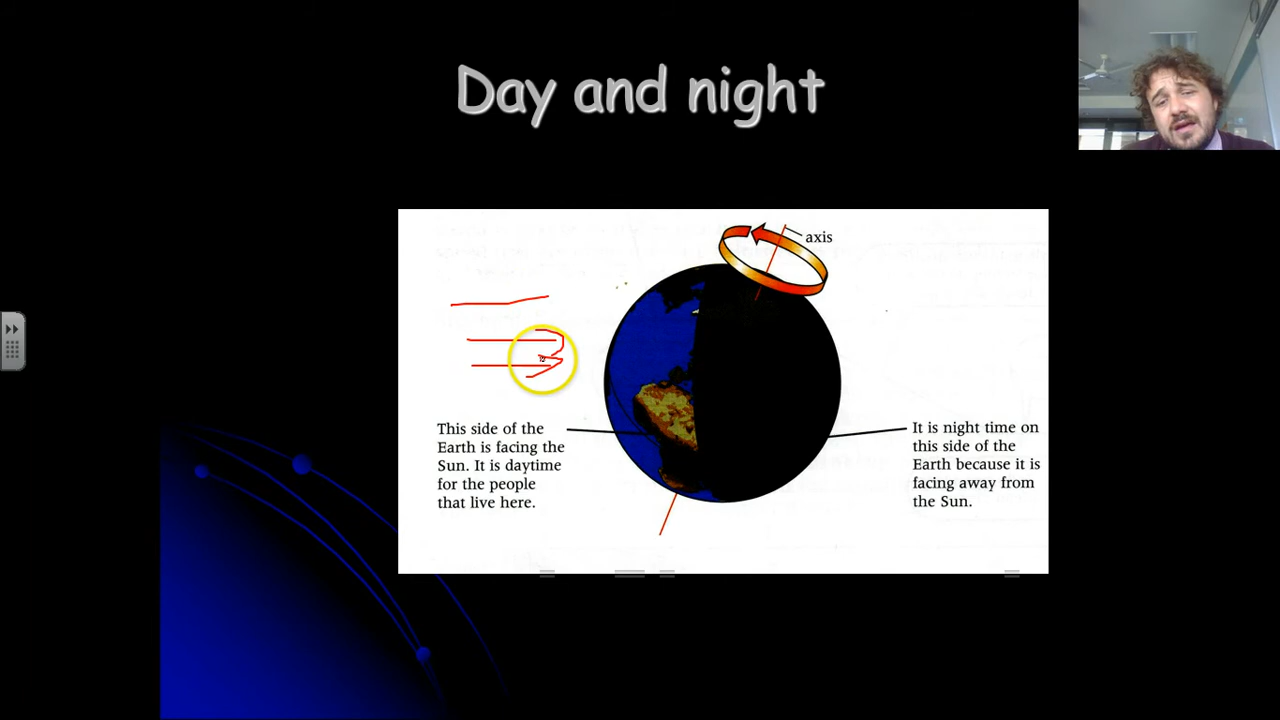 Day and night
axis
This side of the
Earth is facing the
Sun. It is daytime
for the people
that live here.
It is night time on
this side of the
Earth because it is
facing away from
the Sun.